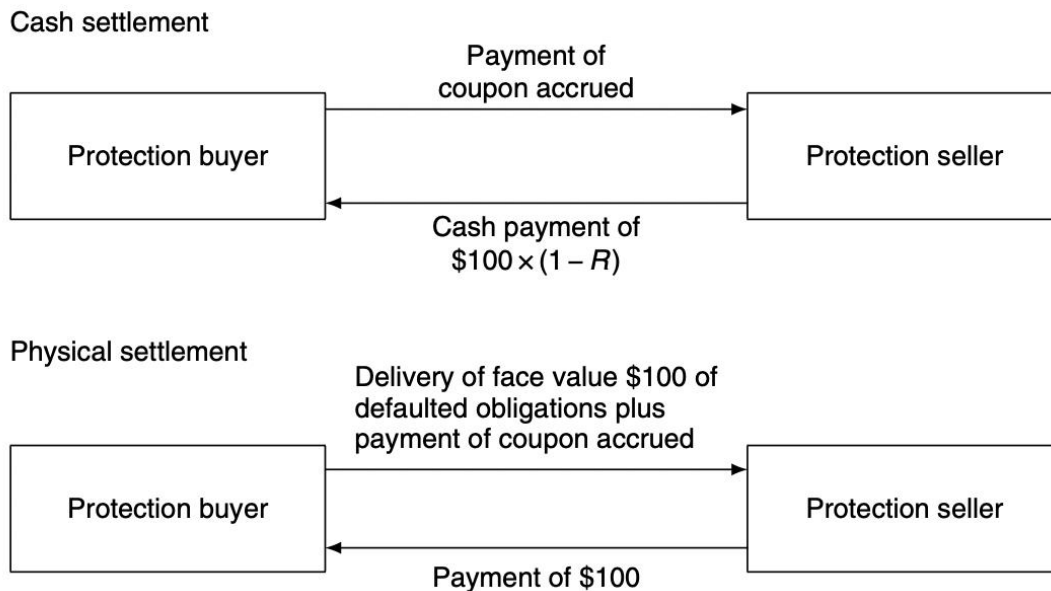 Cash settlement
Payment of
coupon accrued
Protection buyer
Protection seller
Cash payment of
$100 × (1 – R)
Physical settlement
Delivery of face value $100 of
defaulted obligations plus
payment of coupon accrued
Protection buyer
Protection seller
Payment of $100